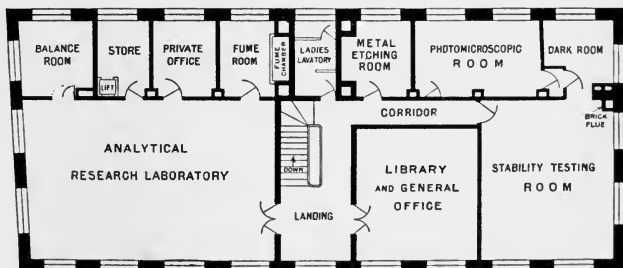 BALANCE
ROOM
STORE
LIFT
PRIVATE
OFFICE
FUME
ROOM
FUME
CHAMBER
LADIES
LAVATORY
METAL
ETCHING
ROOM
PHOTOMICROSCOPIC
ROOM
DARK ROOM
BRICK
FLUE
CORRIDOR
ANALYTICAL
RESEARCH LABORATORY
DOWN
LANDING
LIBRARY
AND GENERAL
OFFICE
STABILITY TESTING
ROOM